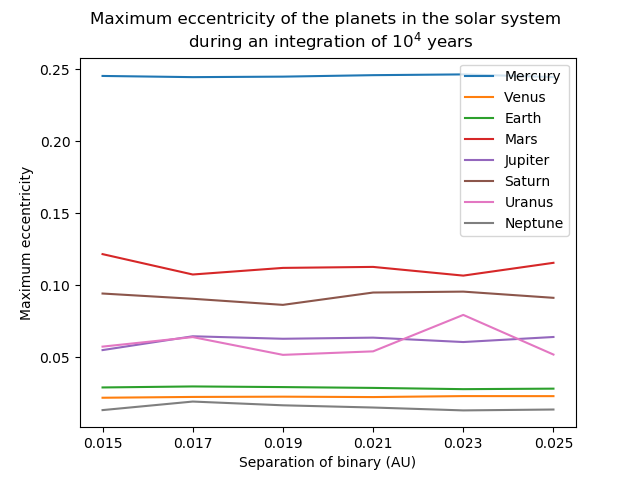 Maximum eccentricity of the planets in the solar system
during an integration of 10⁴ years
0.25
0.20
0.15
0.10
0.05
Maximum eccentricity
Mercury
Venus
Earth
Mars
Jupiter
Saturn
Uranus
Neptune
0.015 0.017 0.019 0.021 0.023 0.025
Separation of binary (AU)